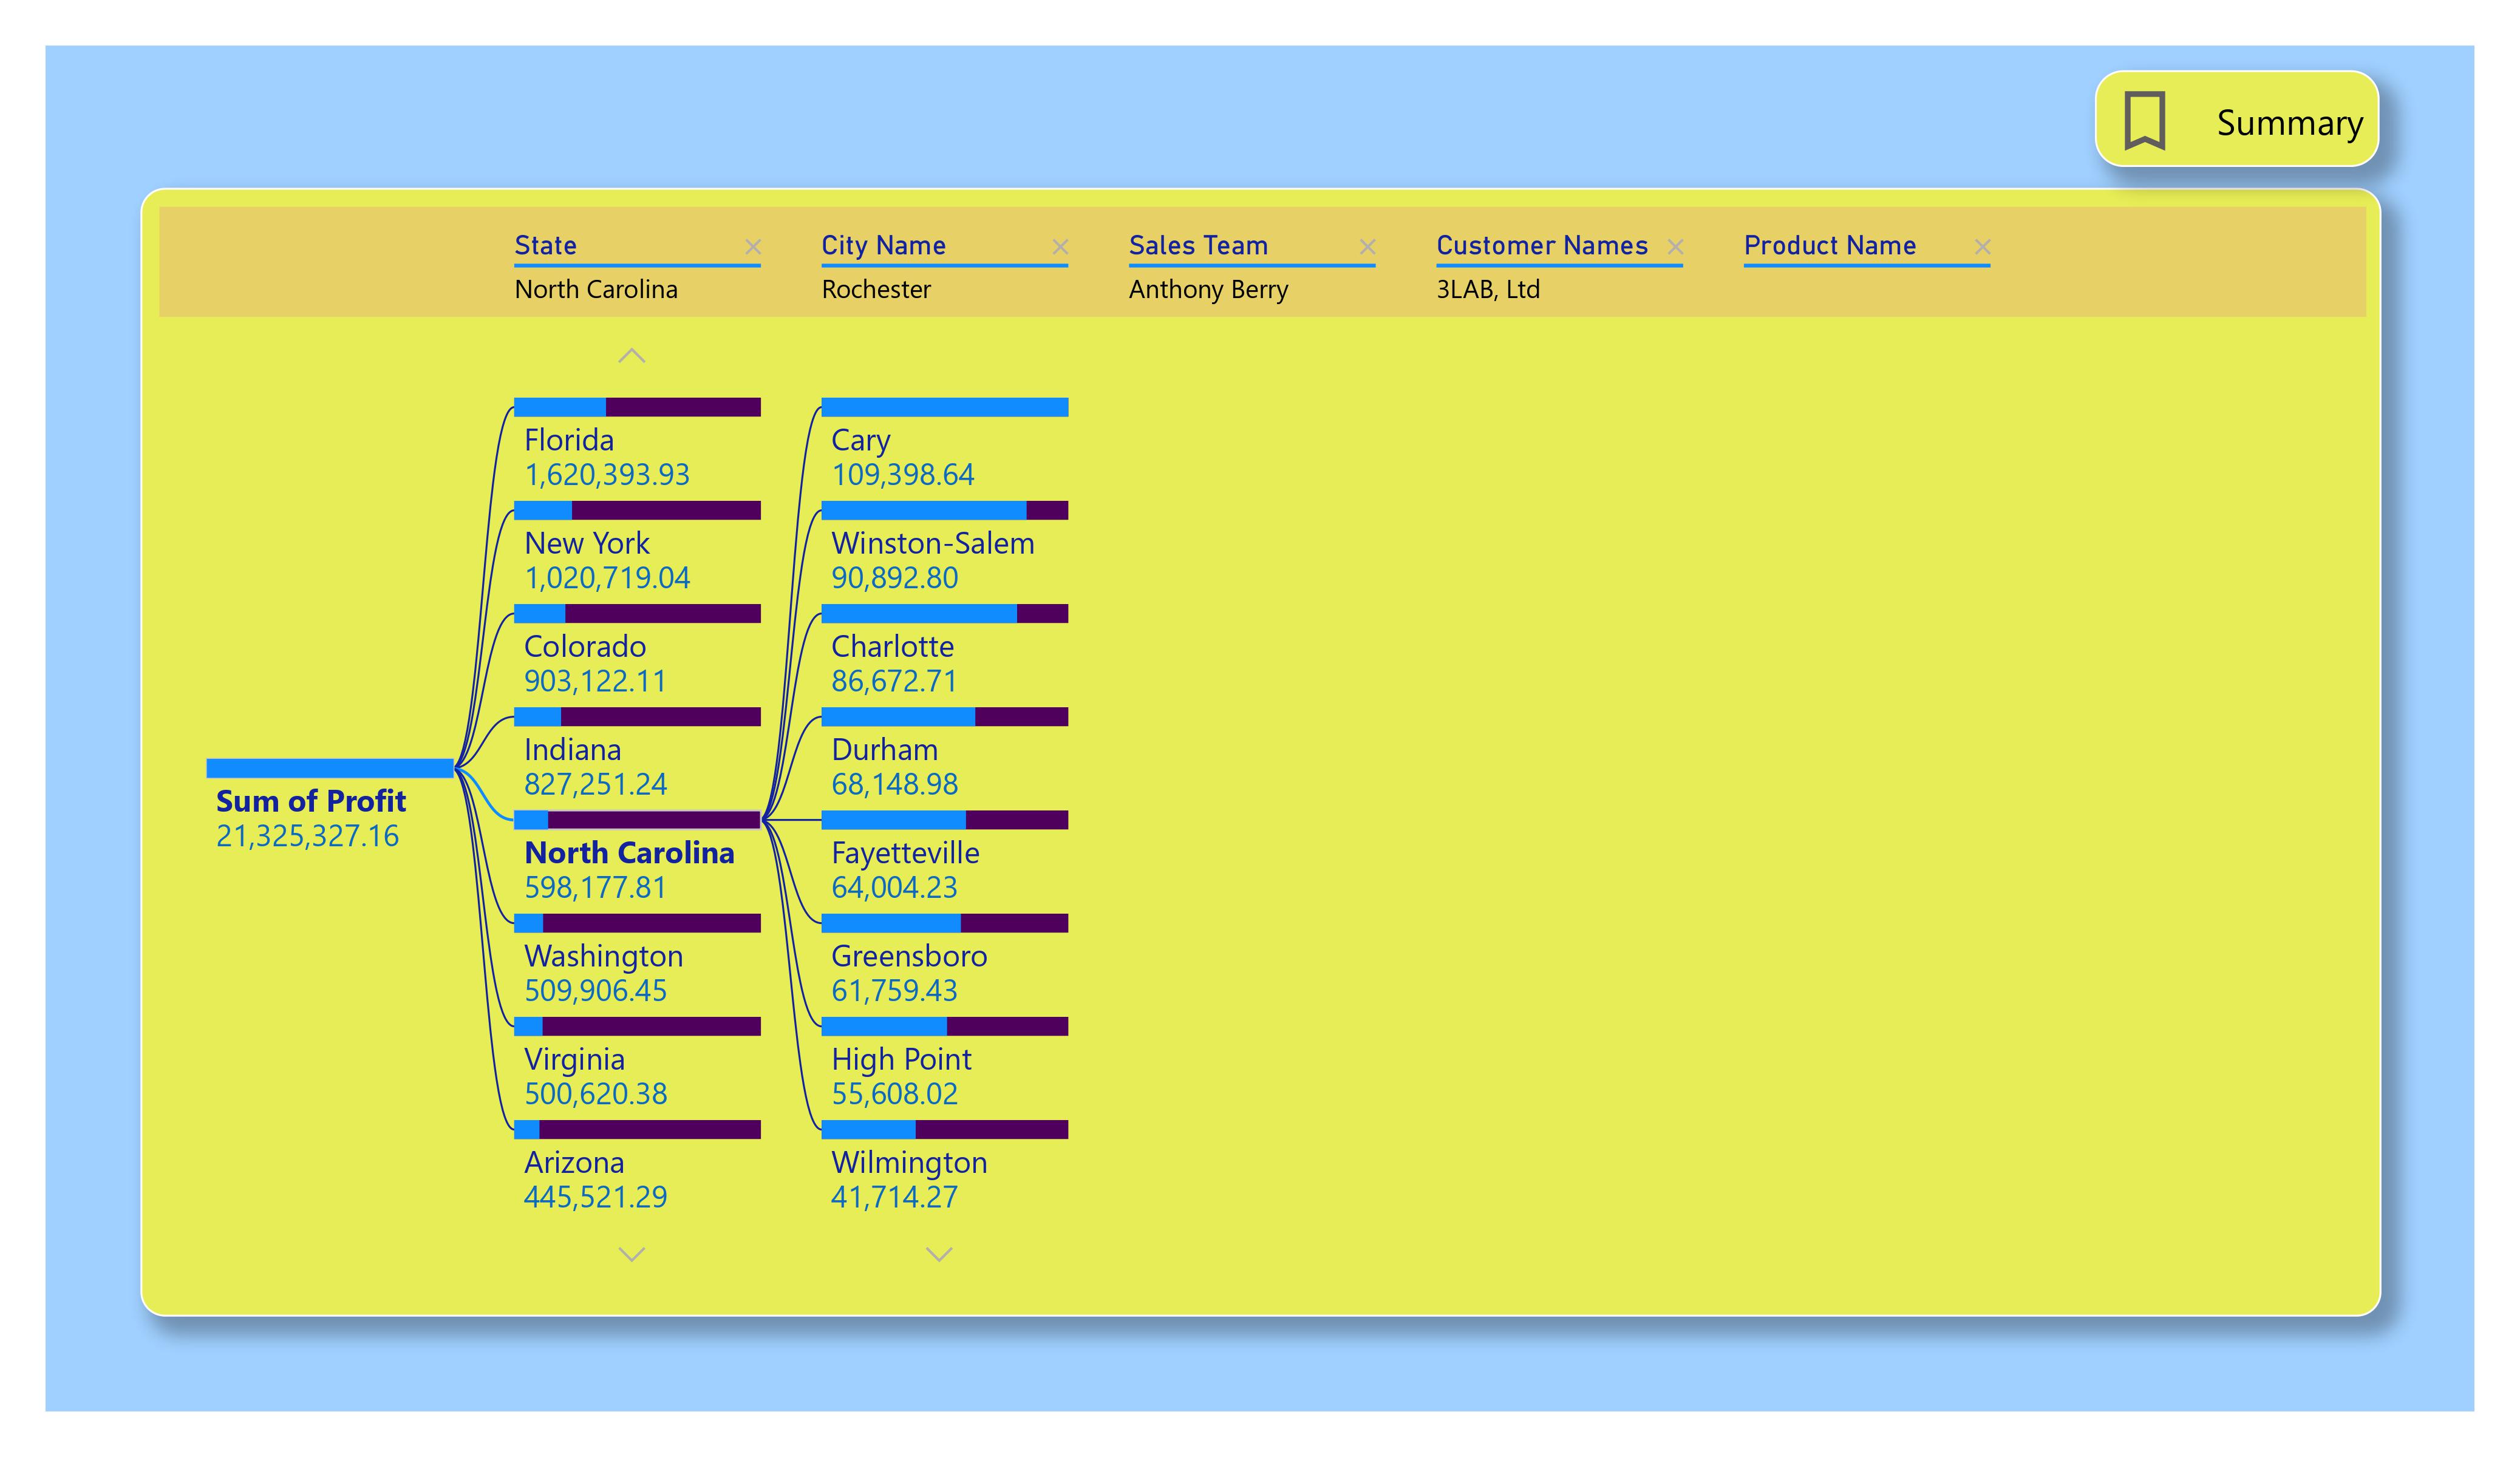 Summary
State
City Name
Sales Team
Customer Names
Product Name
North Carolina
Rochester
Anthony Berry
3LAB, Ltd
Sum of Profit
21,325,327.16
Florida
1,620,393.93
New York
1,020,719.04
Colorado
903,122.11
Indiana
827,251.24
North Carolina
598,177.81
Washington
509,906.45
Virginia
500,620.38
Arizona
445,521.29
Cary
109,398.64
Winston-Salem
90,892.80
Charlotte
86,672.71
Durham
68,148.98
Fayetteville
64,004.23
Greensboro
61,759.43
High Point
55,608.02
Wilmington
41,714.27